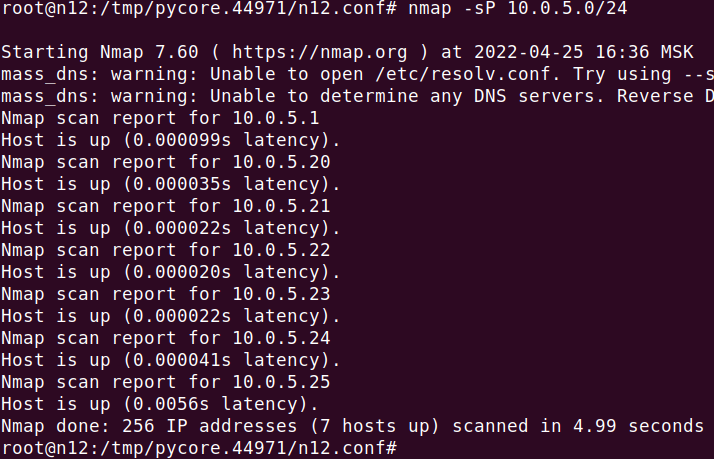 root@n12:/tmp/pycore.44971/n12.conf# nmap -sP 10.0.5.0/24
Starting Nmap 7.60 ( https://nmap.org ) at 2022-04-25 16:36 MSK
mass_dns: warning: Unable to open /etc/resolv.conf. Try using --s
mass_dns: warning: Unable to determine any DNS servers. Reverse D
Nmap scan report for 10.0.5.1
Host is up (0.000099s latency).
Nmap scan report for 10.0.5.20
Host is up (0.000035s latency).
Nmap scan report for 10.0.5.21
Host is up (0.000022s latency).
Nmap scan report for 10.0.5.22
Host is up (0.000020s latency).
Nmap scan report for 10.0.5.23
Host is up (0.000022s latency).
Nmap scan report for 10.0.5.24
Host is up (0.000041s latency).
Nmap scan report for 10.0.5.25
Host is up (0.0056s latency).
Nmap done: 256 IP addresses (7 hosts up) scanned in 4.99 seconds
root@n12:/tmp/pycore.44971/n12.conf#